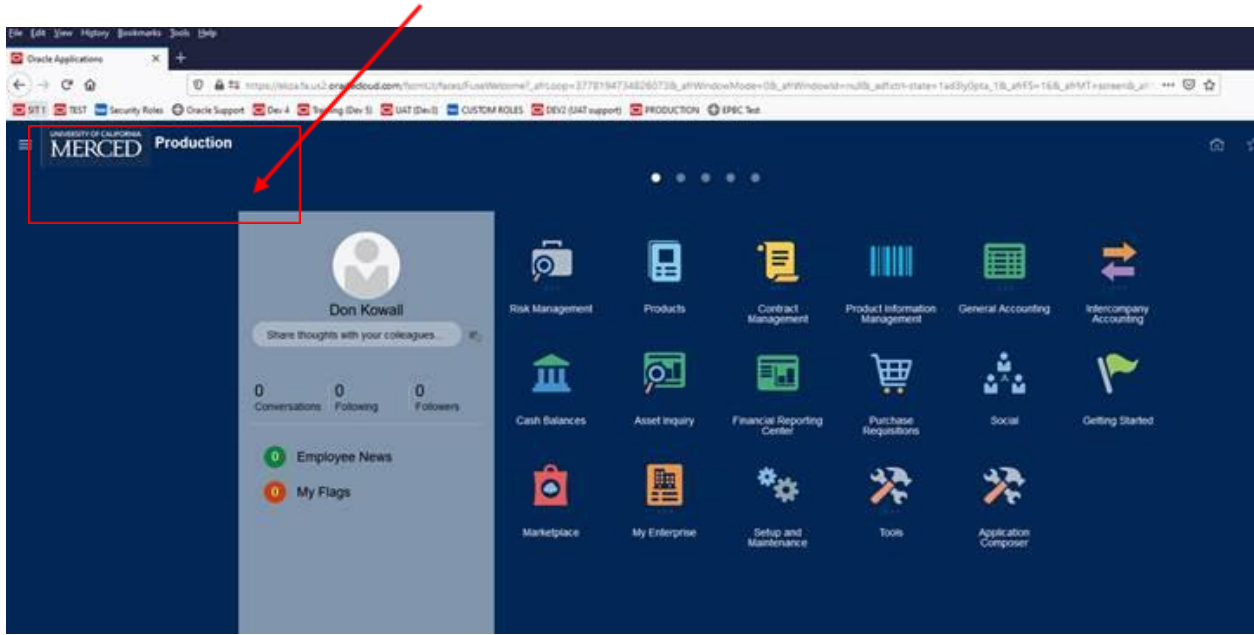 File Edit View History Bookmarks Tools Help
Oracle Applications
SIT 1 TEST Security Roles Oracle Support Dev 4 Training (Dev 5) UAT (Dev3) CUSTOM ROLES DEV2 (UAT support) PRODUCTION EPBC Test
UNIVERSITY OF CALIFORNIA
MERCED Production
Don Kowall
Share thoughts with your colleagues...
0 0 0
Conversations Following Followers
0 Employee News
0 My Flags
Risk Management Products Contract Management Product Information Management General Accounting Intercompany Accounting
Cash Balances Asset Inquiry Financial Reporting Center Purchase Requisitions Social Getting Started
Marketplace My Enterprise Setup and Maintenance Tools Application Composer